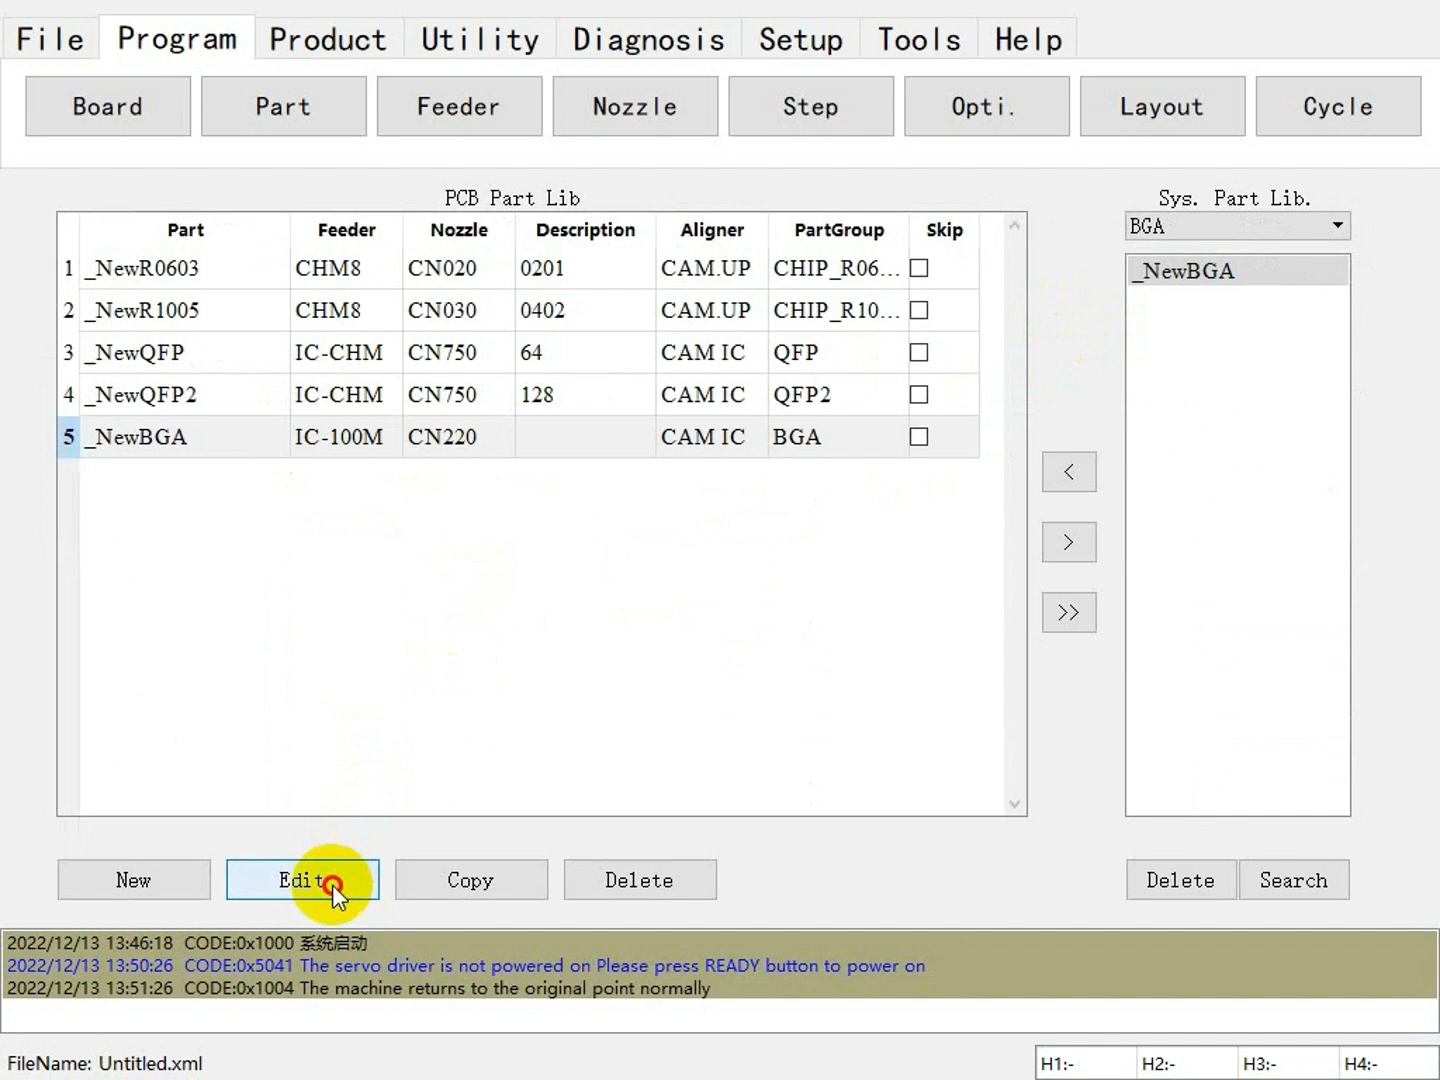 File Program Product Utility Diagnosis Setup Tools Help
Board Part Feeder Nozzle Step Opti. Layout Cycle
PCB Part Lib
Sys. Part Lib.
Part Feeder Nozzle Description Aligner PartGroup Skip
BGA
1 _NewR0603 CHM8 CN020 0201 CAM.UP CHIP_R06...
_NewBGA
2 _NewR1005 CHM8 CN030 0402 CAM.UP CHIP_R10...
3 _NewQFP IC-CHM CN750 64 CAM IC QFP
4 _NewQFP2 IC-CHM CN750 128 CAM IC QFP2
5 _NewBGA IC-100M CN220 CAM IC BGA
<
>
>>
New Edit Copy Delete
Delete Search
2022/12/13 13:46:18 CODE:0x1000 系统启动
2022/12/13 13:50:26 CODE:0x5041 The servo driver is not powered on Please press READY button to power on
2022/12/13 13:51:26 CODE:0x1004 The machine returns to the original point normally
FileName: Untitled.xml
H1:- H2:- H3:- H4:-